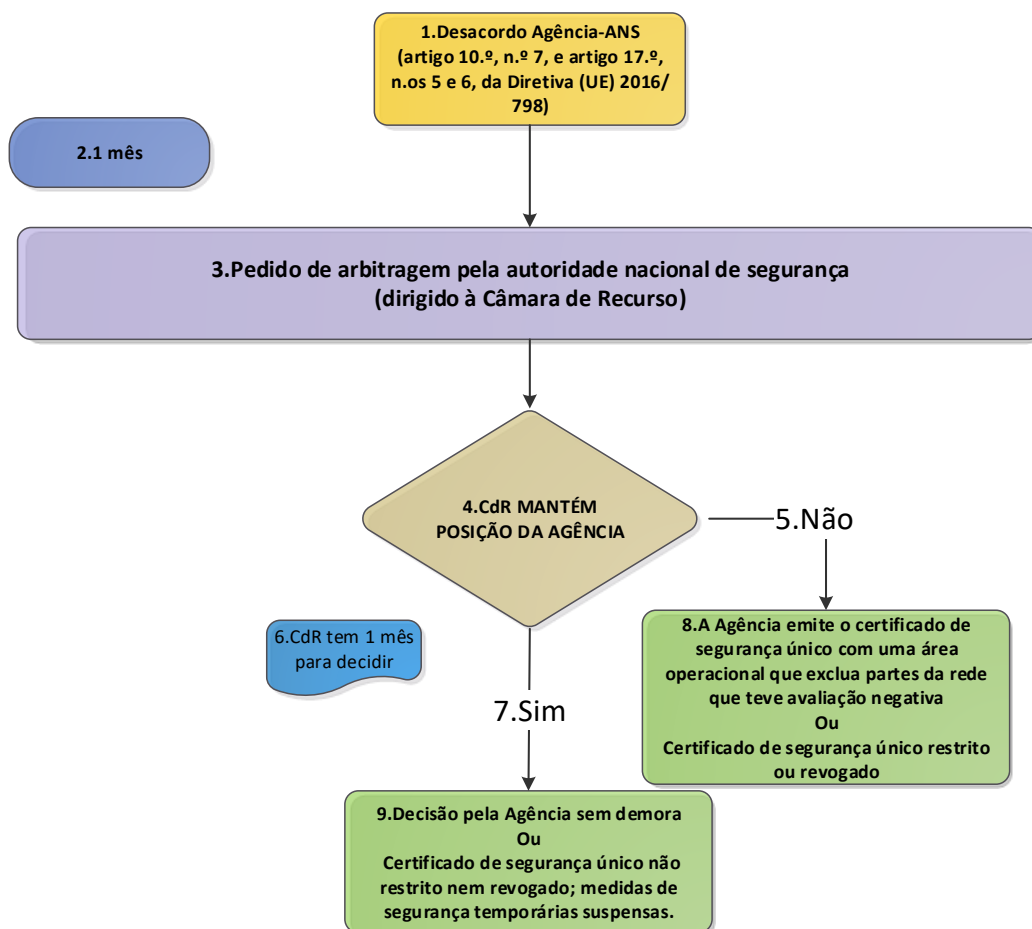 1.Desacordo Agência-ANS
(artigo 10.º, n.º 7, e artigo 17.º,
n.os 5 e 6, da Diretiva (UE) 2016/
798)
2.1 mês
3.Pedido de arbitragem pela autoridade nacional de segurança
(dirigido à Câmara de Recurso)
4.CdR MANTÉM
POSIÇÃO DA AGÊNCIA
5.Não
6.CdR tem 1 mês
para decidir
7.Sim
8.A Agência emite o certificado de
segurança único com uma área
operacional que exclua partes da rede
que teve avaliação negativa
Ou
Certificado de segurança único restrito
ou revogado
9.Decisão pela Agência sem demora
Ou
Certificado de segurança único não
restrito nem revogado; medidas de
segurança temporárias suspensas.